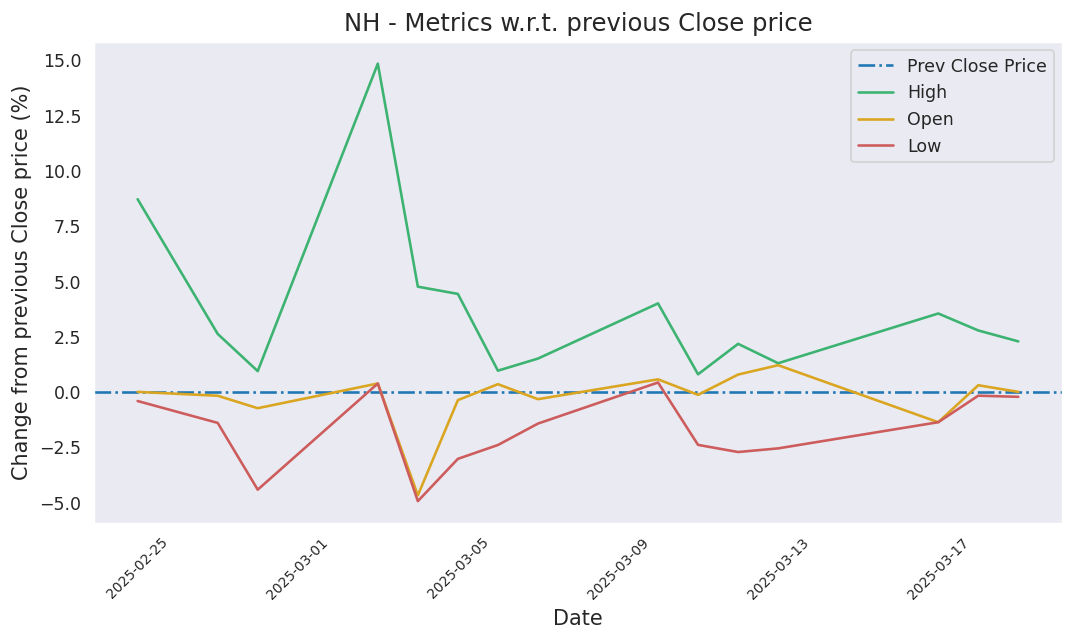 NH - Metrics w.r.t. previous Close price
Change from previous Close price (%)
15.0
12.5
10.0
7.5
5.0
2.5
0.0
−2.5
−5.0
Prev Close Price
High
Open
Low
2025-02-25
2025-03-01
2025-03-05
2025-03-09
2025-03-13
2025-03-17
Date